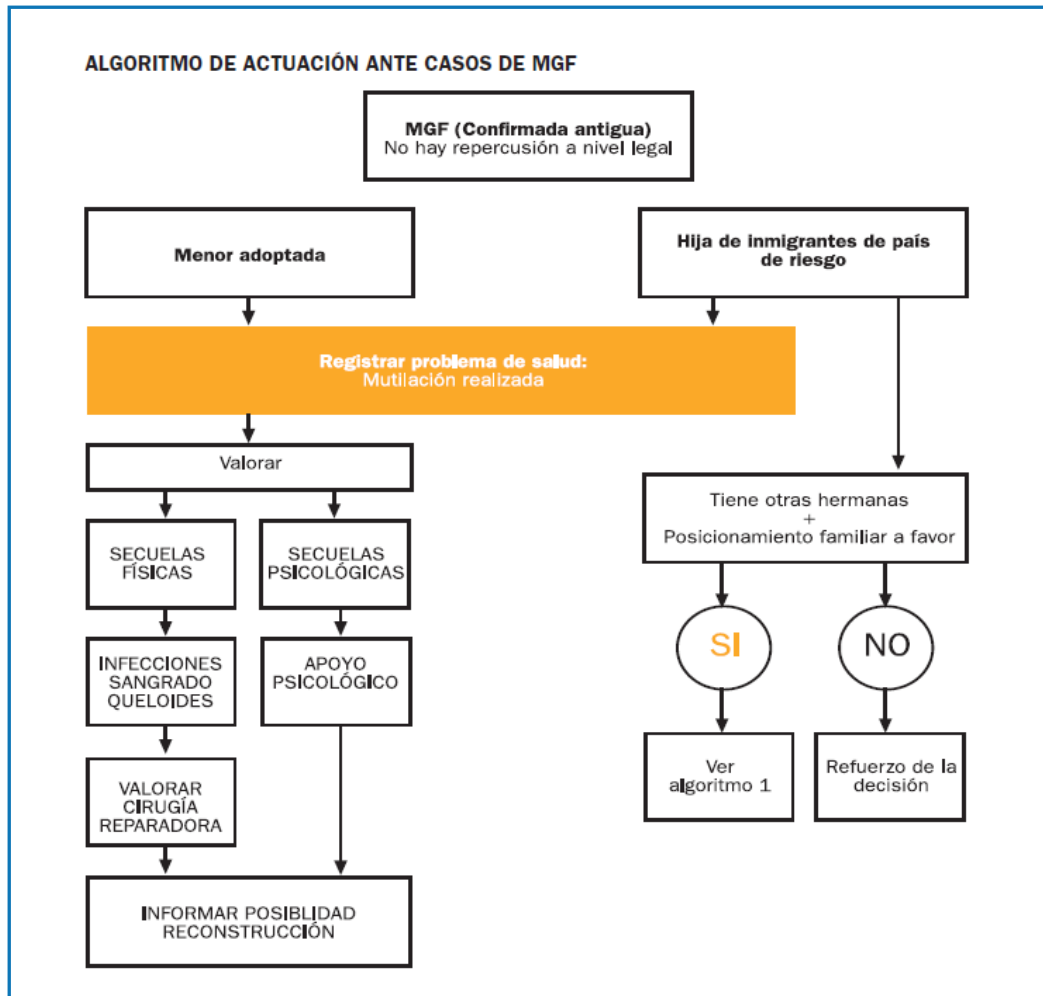 ALGORITMO DE ACTUACIÓN ANTE CASOS DE MGF
MGF (Confirmada antigua)
No hay repercusión a nivel legal
Menor adoptada
Hija de inmigrantes de país
de riesgo
Registrar problema de salud:
Mutilación realizada
Valorar
Tiene otras hermanas
+
Posicionamiento familiar a favor
SECUELAS
FÍSICAS
SECUELAS
PSICOLÓGICAS
SI
NO
INFECCIONES
SANGRADO
QUELOIDES
APOYO
PSICOLÓGICO
Ver
algoritmo 1
Refuerzo de la
decisión
VALORAR
CIRUGÍA
REPARADORA
INFORMAR POSIBLIDAD
RECONSTRUCCIÓN